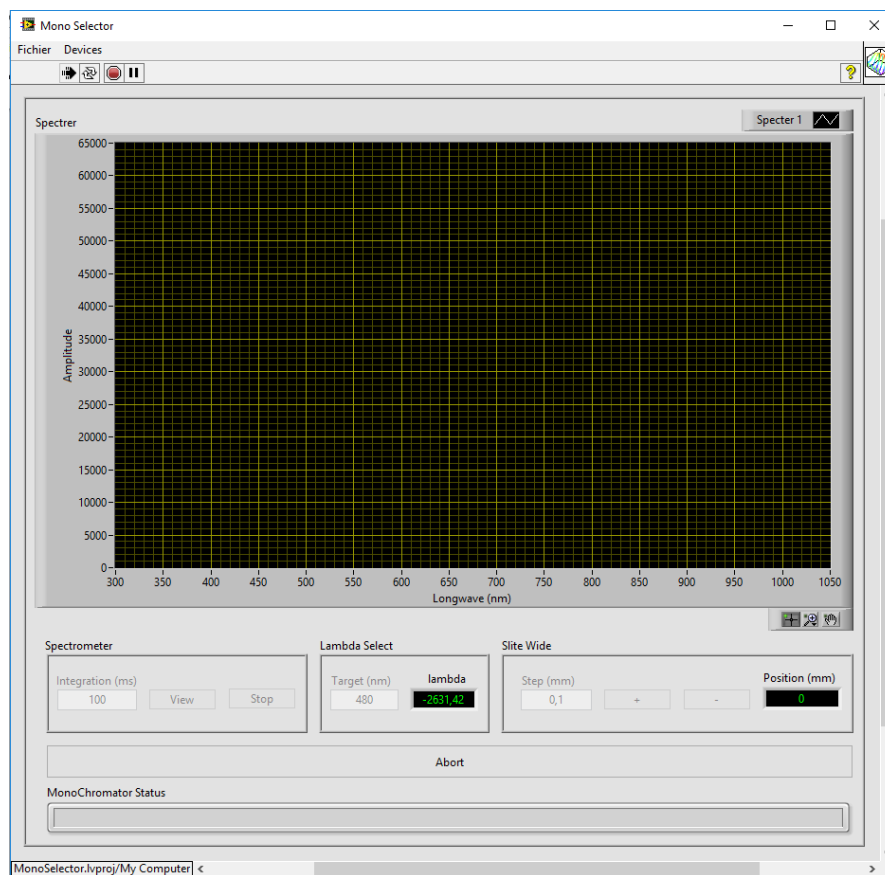 Mono Selector
Fichier Devices
?
Spectrer
Specter 1
65000
60000
55000
50000
45000
40000
35000
30000
25000
20000
15000
10000
5000
0
Amplitude
300 350 400 450 500 550 600 650 700 750 800 850 900 950 1000 1050
Longwave (nm)
Spectrometer Lambda Select Slite Wide
Integration (ms) Target (nm) lambda Step (mm) Position (mm)
100 View Stop 480 -2631,42 0,1 + - 0
Abort
MonoChromator Status
MonoSelector.lvproj/My Computer